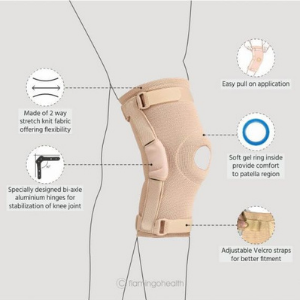 Easy pull on application
Made of 2 way
stretch knit fabric
offering flexibility
Soft gel ring inside
provide comfort
to patella region
Specially designed bi-axle
aluminium hinges for
stabilization of knee joint
Adjustable Velcro straps
for better fitment
© flamingohealth